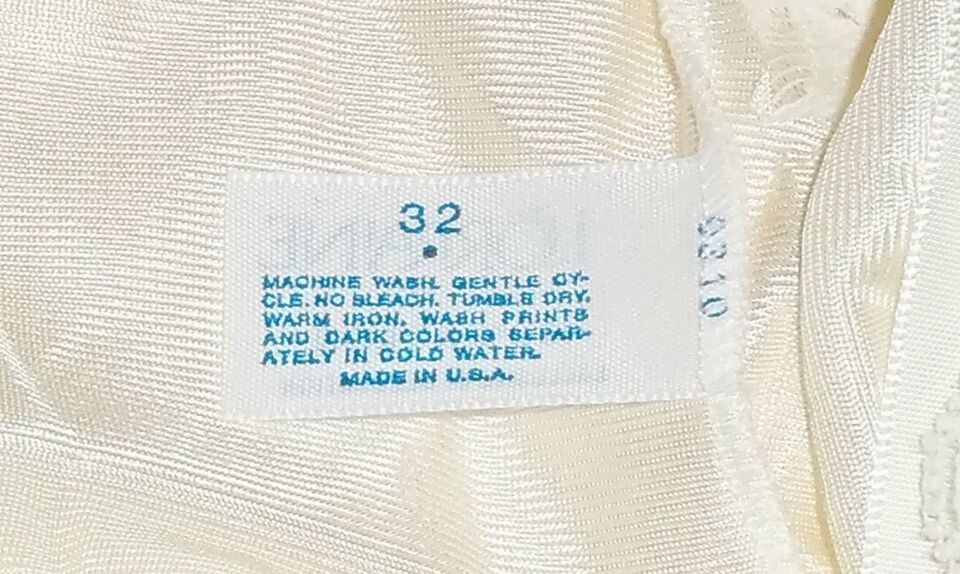 32
MACHINE WASH. GENTLE CY-
CLE. NO BLEACH. TUMBLE DRY.
WARM IRON. WASH PRINTS
AND DARK COLORS SEPAR-
ATELY IN COLD WATER.
MADE IN U.S.A.
9310